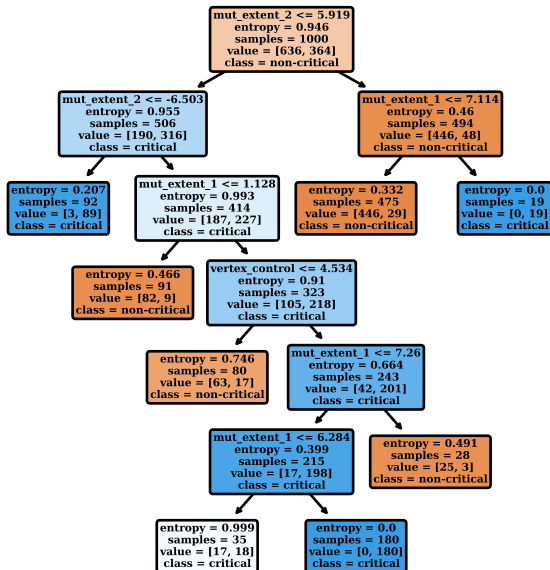 mut_extent_2 <= 5.919
entropy = 0.946
samples = 1000
value = [636, 364]
class = non-critical
mut_extent_2 <= -6.503
entropy = 0.955
samples = 506
value = [190, 316]
class = critical
mut_extent_1 <= 7.114
entropy = 0.46
samples = 494
value = [446, 48]
class = non-critical
entropy = 0.207
samples = 92
value = [3, 89]
class = critical
mut_extent_1 <= 1.128
entropy = 0.993
samples = 414
value = [187, 227]
class = critical
entropy = 0.332
samples = 475
value = [446, 29]
class = non-critical
entropy = 0.0
samples = 19
value = [0, 19]
class = critical
entropy = 0.466
samples = 91
value = [82, 9]
class = non-critical
vertex_control <= 4.534
entropy = 0.91
samples = 323
value = [105, 218]
class = critical
entropy = 0.746
samples = 80
value = [63, 17]
class = non-critical
mut_extent_1 <= 7.26
entropy = 0.664
samples = 243
value = [42, 201]
class = critical
mut_extent_1 <= 6.284
entropy = 0.399
samples = 215
value = [17, 198]
class = critical
entropy = 0.491
samples = 28
value = [25, 3]
class = non-critical
entropy = 0.999
samples = 35
value = [17, 18]
class = critical
entropy = 0.0
samples = 180
value = [0, 180]
class = critical